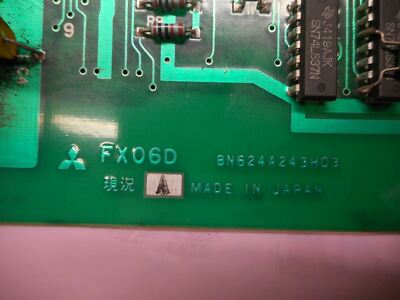 9
J419AJK
SN74LS37N
FX06D BN624A243H03
現況 A MADE IN JAPAN